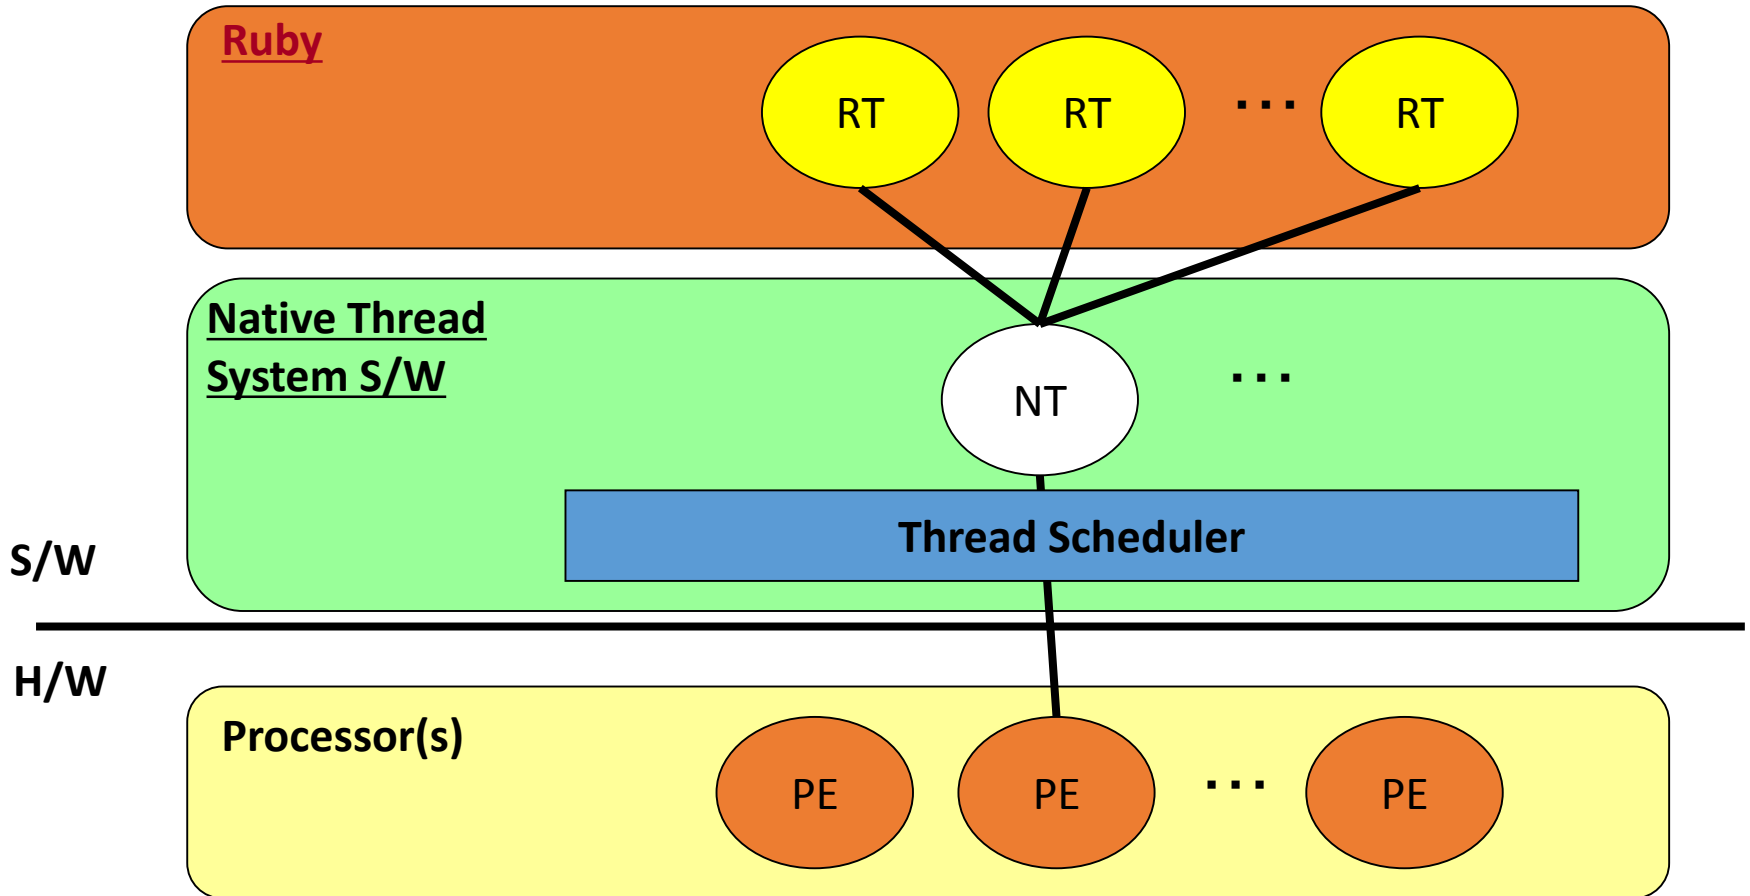 Ruby
RT RT ... RT
Native Thread
System S/W
NT ...
Thread Scheduler
S/W
H/W
Processor(s)
PE PE ... PE